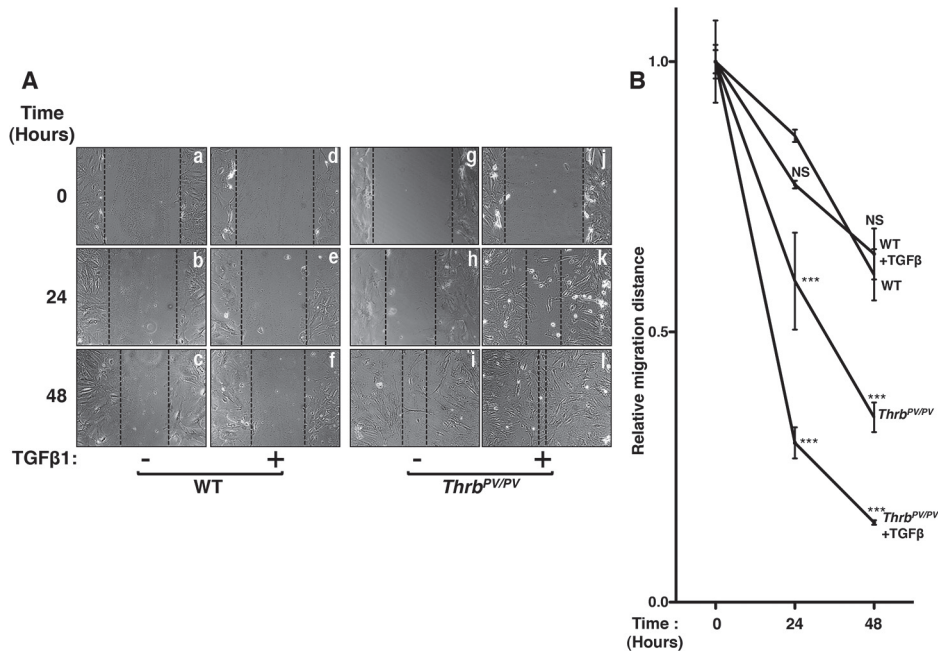 A
Time
(Hours)
a
d
g
j
0
b
e
h
k
24
c
f
i
l
48
TGFβ1:
-
+
-
+
WT
Thrb^PV/PV
B
Relative migration distance
1.0
0.5
0.0
NS
NS
WT
+TGFβ
WT
***
***
Thrb^PV/PV
***
***
Thrb^PV/PV
+TGFβ
Time :
0
24
48
(Hours)